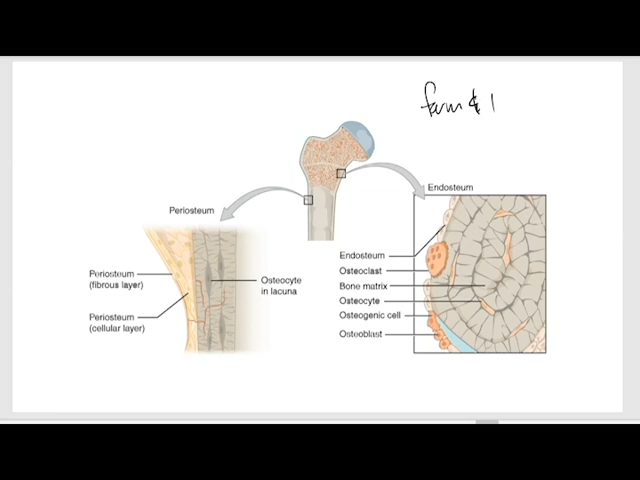 Endosteum
Periosteum
Periosteum
(fibrous layer)
Periosteum
(cellular layer)
Osteocyte
in lacuna
Endosteum
Osteoclast
Bone matrix
Osteocyte
Osteogenic cell
Osteoblast